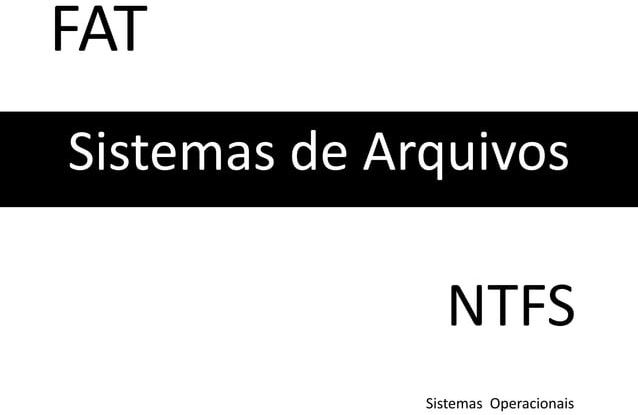 FAT
Sistemas de Arquivos
NTFS
Sistemas Operacionais